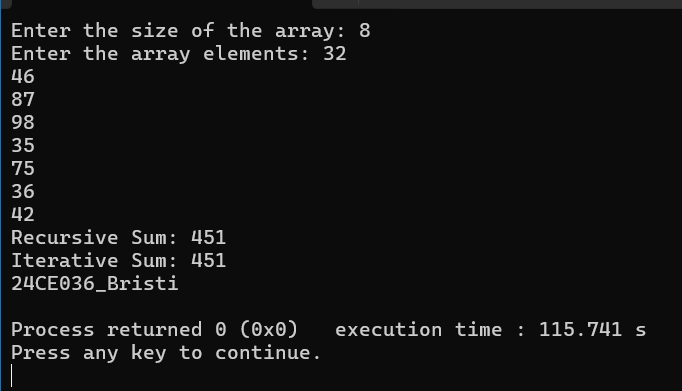 Enter the size of the array: 8
Enter the array elements: 32
46
87
98
35
75
36
42
Recursive Sum: 451
Iterative Sum: 451
24CE036_Bristi
Process returned 0 (0x0)   execution time : 115.741 s
Press any key to continue.